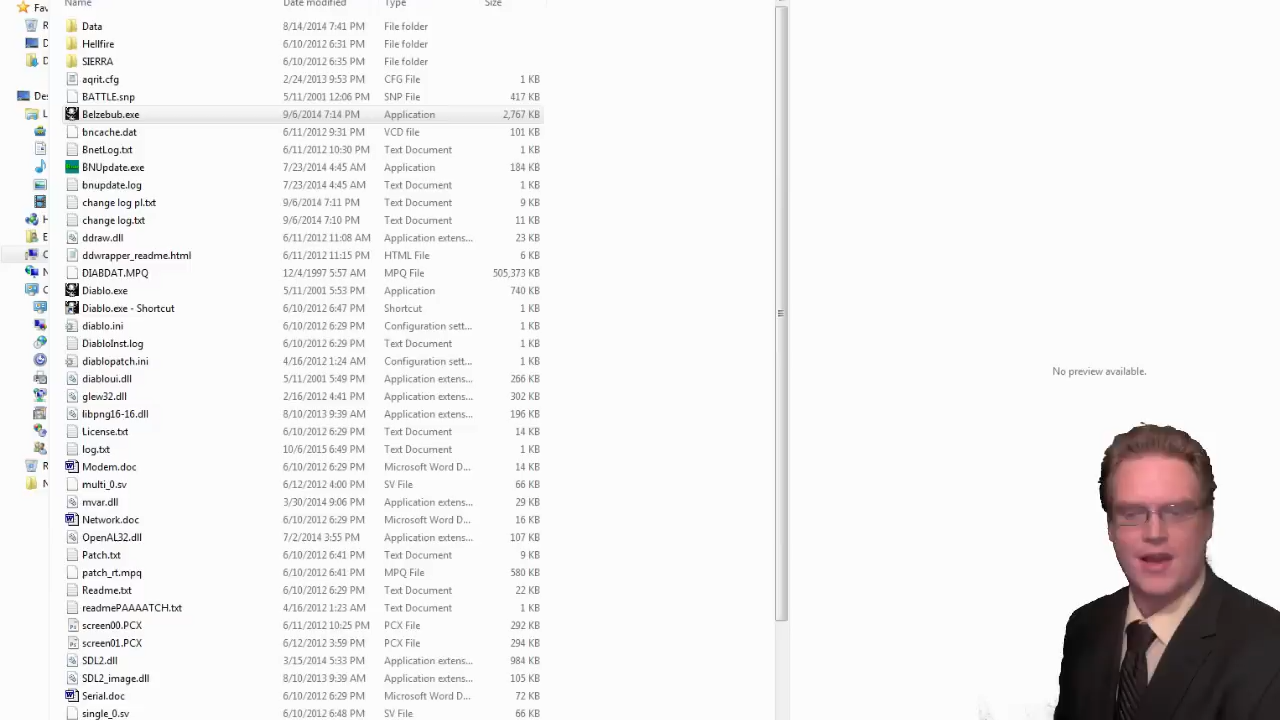 Name Date modified Type Size
Fav
R
D
D
Des
L
H
E
C
N
C
R
N
Data 8/14/2014 7:41 PM File folder
Hellfire 6/10/2012 6:31 PM File folder
SIERRA 6/10/2012 6:35 PM File folder
aqrit.cfg 2/24/2013 9:53 PM CFG File 1 KB
BATTLE.snp 5/11/2001 12:06 PM SNP File 417 KB
Belzebub.exe 9/6/2014 7:14 PM Application 2,767 KB
bncache.dat 6/11/2012 9:31 PM VCD file 101 KB
BnetLog.txt 6/11/2012 10:30 PM Text Document 1 KB
BNUpdate.exe 7/23/2014 4:45 AM Application 184 KB
bnupdate.log 7/23/2014 4:45 AM Text Document 1 KB
change log pl.txt 9/6/2014 7:11 PM Text Document 9 KB
change log.txt 9/6/2014 7:10 PM Text Document 11 KB
ddraw.dll 6/11/2012 11:08 AM Application extens... 23 KB
ddwrapper_readme.html 6/11/2012 11:15 PM HTML File 6 KB
DIABDAT.MPQ 12/4/1997 5:57 AM MPQ File 505,373 KB
Diablo.exe 5/11/2001 5:53 PM Application 740 KB
Diablo.exe - Shortcut 6/10/2012 6:47 PM Shortcut 1 KB
diablo.ini 6/10/2012 6:29 PM Configuration sett... 1 KB
DiabloInst.log 6/10/2012 6:29 PM Text Document 1 KB
diablopatch.ini 4/16/2012 1:24 AM Configuration sett... 1 KB
diabloui.dll 5/11/2001 5:49 PM Application extens... 266 KB
glew32.dll 2/16/2012 4:41 PM Application extens... 302 KB
libpng16-16.dll 8/10/2013 9:39 AM Application extens... 196 KB
License.txt 6/10/2012 6:29 PM Text Document 14 KB
log.txt 10/6/2015 6:49 PM Text Document 1 KB
Modem.doc 6/10/2012 6:29 PM Microsoft Word D... 14 KB
multi_0.sv 6/12/2012 4:00 PM SV File 66 KB
mvar.dll 3/30/2014 9:06 PM Application extens... 29 KB
Network.doc 6/10/2012 6:29 PM Microsoft Word D... 16 KB
OpenAL32.dll 7/2/2014 3:55 PM Application extens... 107 KB
Patch.txt 6/10/2012 6:41 PM Text Document 9 KB
patch_rt.mpq 6/10/2012 6:41 PM MPQ File 580 KB
Readme.txt 6/10/2012 6:29 PM Text Document 22 KB
readmePAAAATCH.txt 4/16/2012 1:23 AM Text Document 1 KB
screen00.PCX 6/11/2012 10:25 PM PCX File 292 KB
screen01.PCX 6/12/2012 3:59 PM PCX File 294 KB
SDL2.dll 3/15/2014 5:33 PM Application extens... 984 KB
SDL2_image.dll 8/10/2013 9:39 AM Application extens... 105 KB
Serial.doc 6/10/2012 6:29 PM Microsoft Word D... 72 KB
single_0.sv 6/10/2012 6:48 PM SV File 66 KB
No preview available.